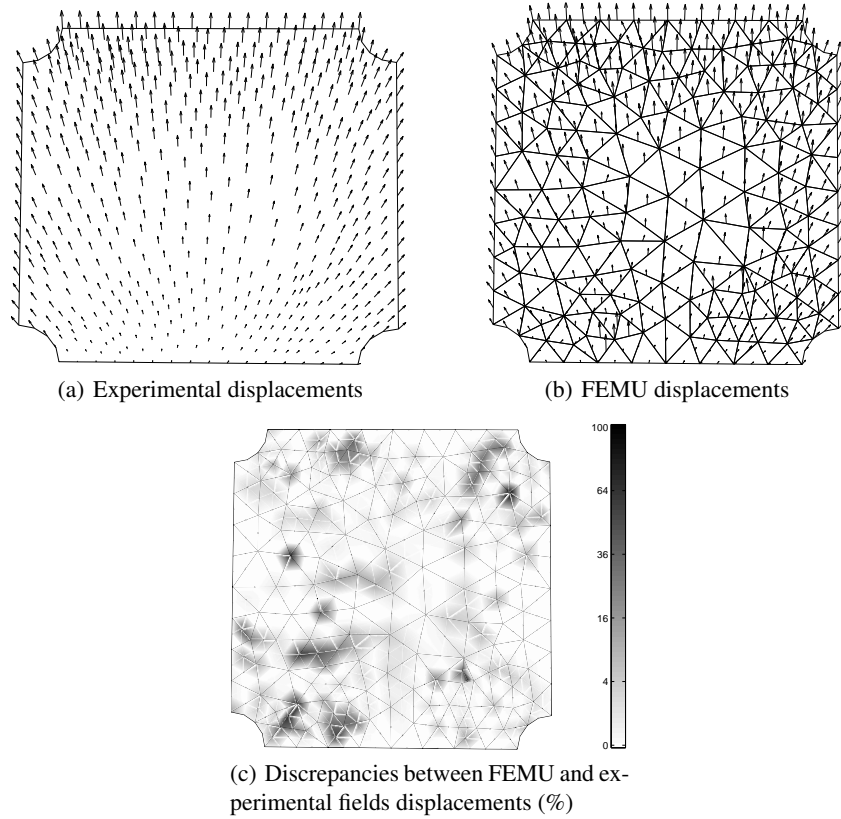 (a) Experimental displacements
(b) FEMU displacements
100
64
36
16
4
0
(c) Discrepancies between FEMU and ex-
perimental fields displacements (%)